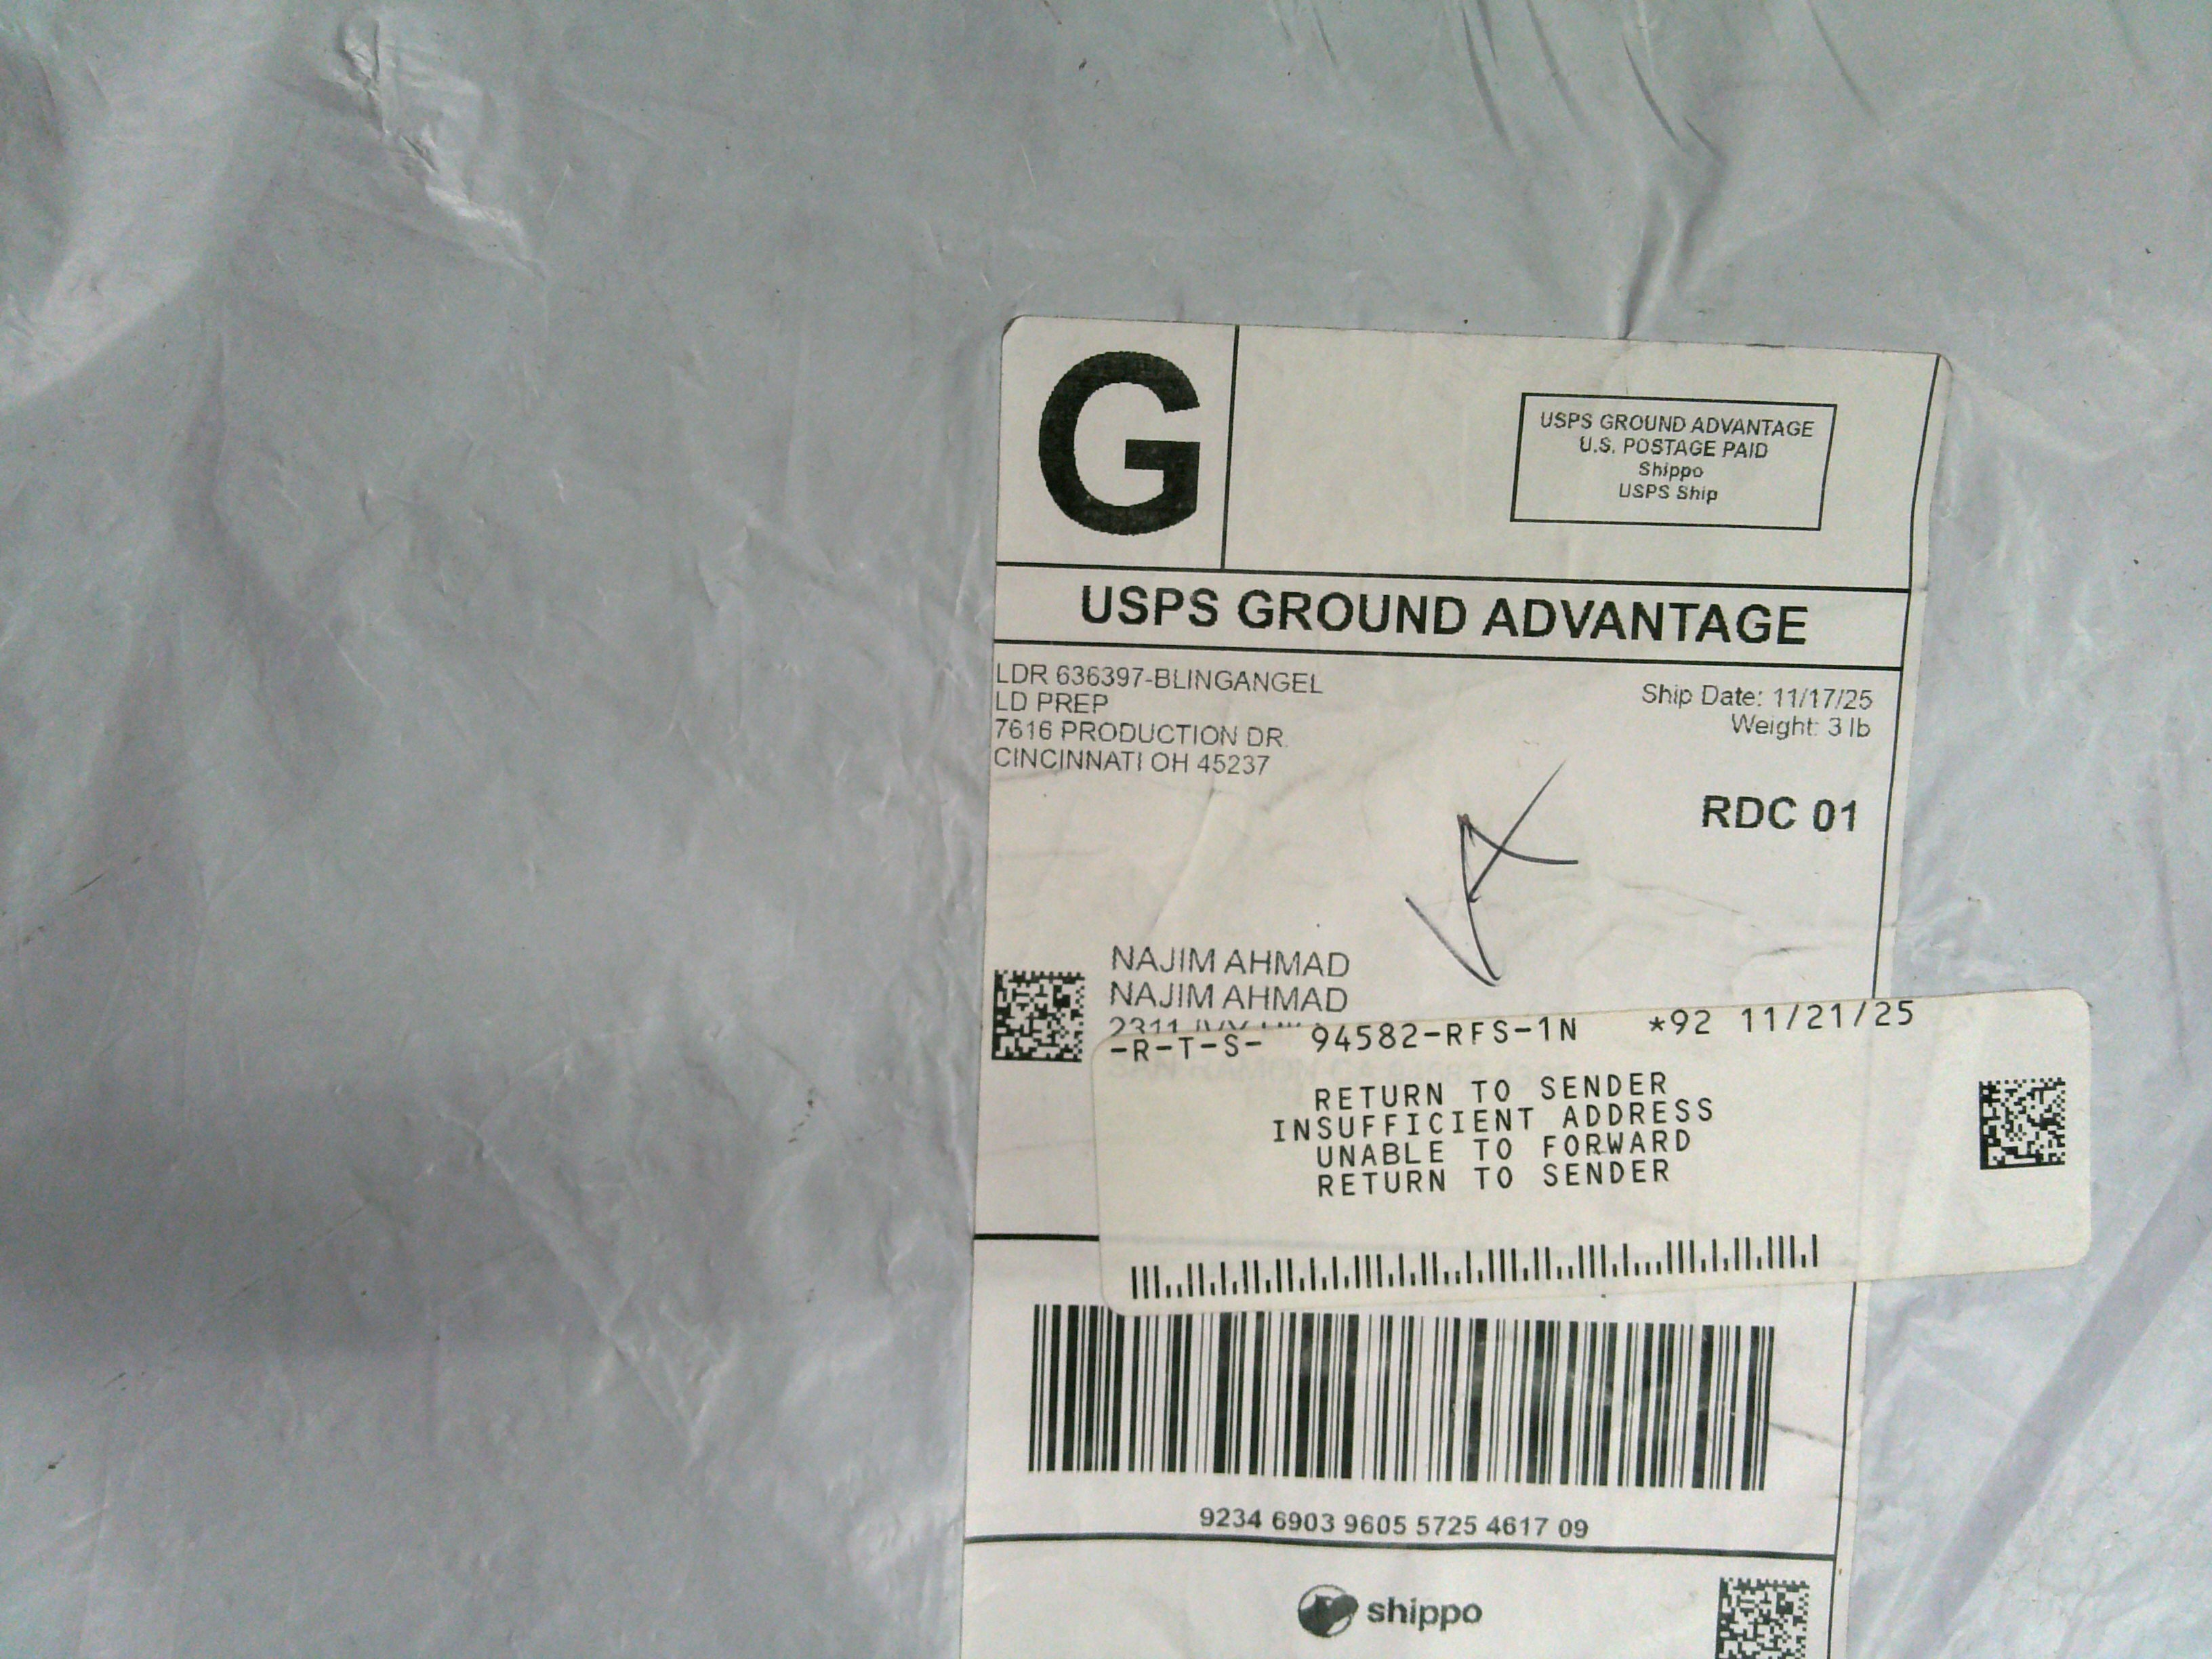 G
USPS GROUND ADVANTAGE
U.S. POSTAGE PAID
Shippo
USPS Ship
USPS GROUND ADVANTAGE
LDR 636397-BLINGANGEL
LD PREP
7616 PRODUCTION DR
CINCINNATI OH 45237
Ship Date: 11/17/25
Weight: 3 lb
RDC 01
NAJIM AHMAD
NAJIM AHMAD
2311 IVY
-R-T-S- 94582-RFS-1N *92 11/21/25
RETURN TO SENDER
INSUFFICIENT ADDRESS
UNABLE TO FORWARD
RETURN TO SENDER
9234 6903 9605 5725 4617 09
shippo